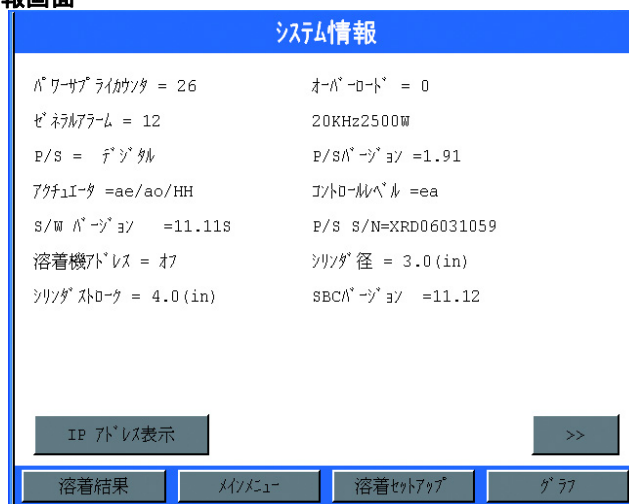 報画面
システム情報
ﾊﾟﾜｰｻﾌﾟﾗｲｶｳﾝﾀ = 26
ｵｰﾊﾞｰﾛｰﾄﾞ = 0
ｾﾞﾈﾗﾙｱﾗｰﾑ = 12
20KHz2500W
P/S = ﾃﾞｼﾞﾀﾙ
P/Sﾊﾞｰｼﾞｮﾝ =1.91
ｱｸﾁｭｴｰﾀ =ae/ao/HH
ｺﾝﾄﾛｰﾙﾚﾍﾞﾙ =ea
S/W ﾊﾞｰｼﾞｮﾝ =11.11S
P/S S/N=XRD06031059
溶着機ｱﾄﾞﾚｽ = ｵﾌ
ｼﾘﾝﾀﾞ径 = 3.0(in)
ｼﾘﾝﾀﾞｽﾄﾛｰｸ = 4.0(in)
SBCﾊﾞｰｼﾞｮﾝ =11.12
IP ｱﾄﾞﾚｽ表示
>>
溶着結果
ﾒｲﾝﾒﾆｭｰ
溶着ｾｯﾄｱｯﾌﾟ
ｸﾞﾗﾌ